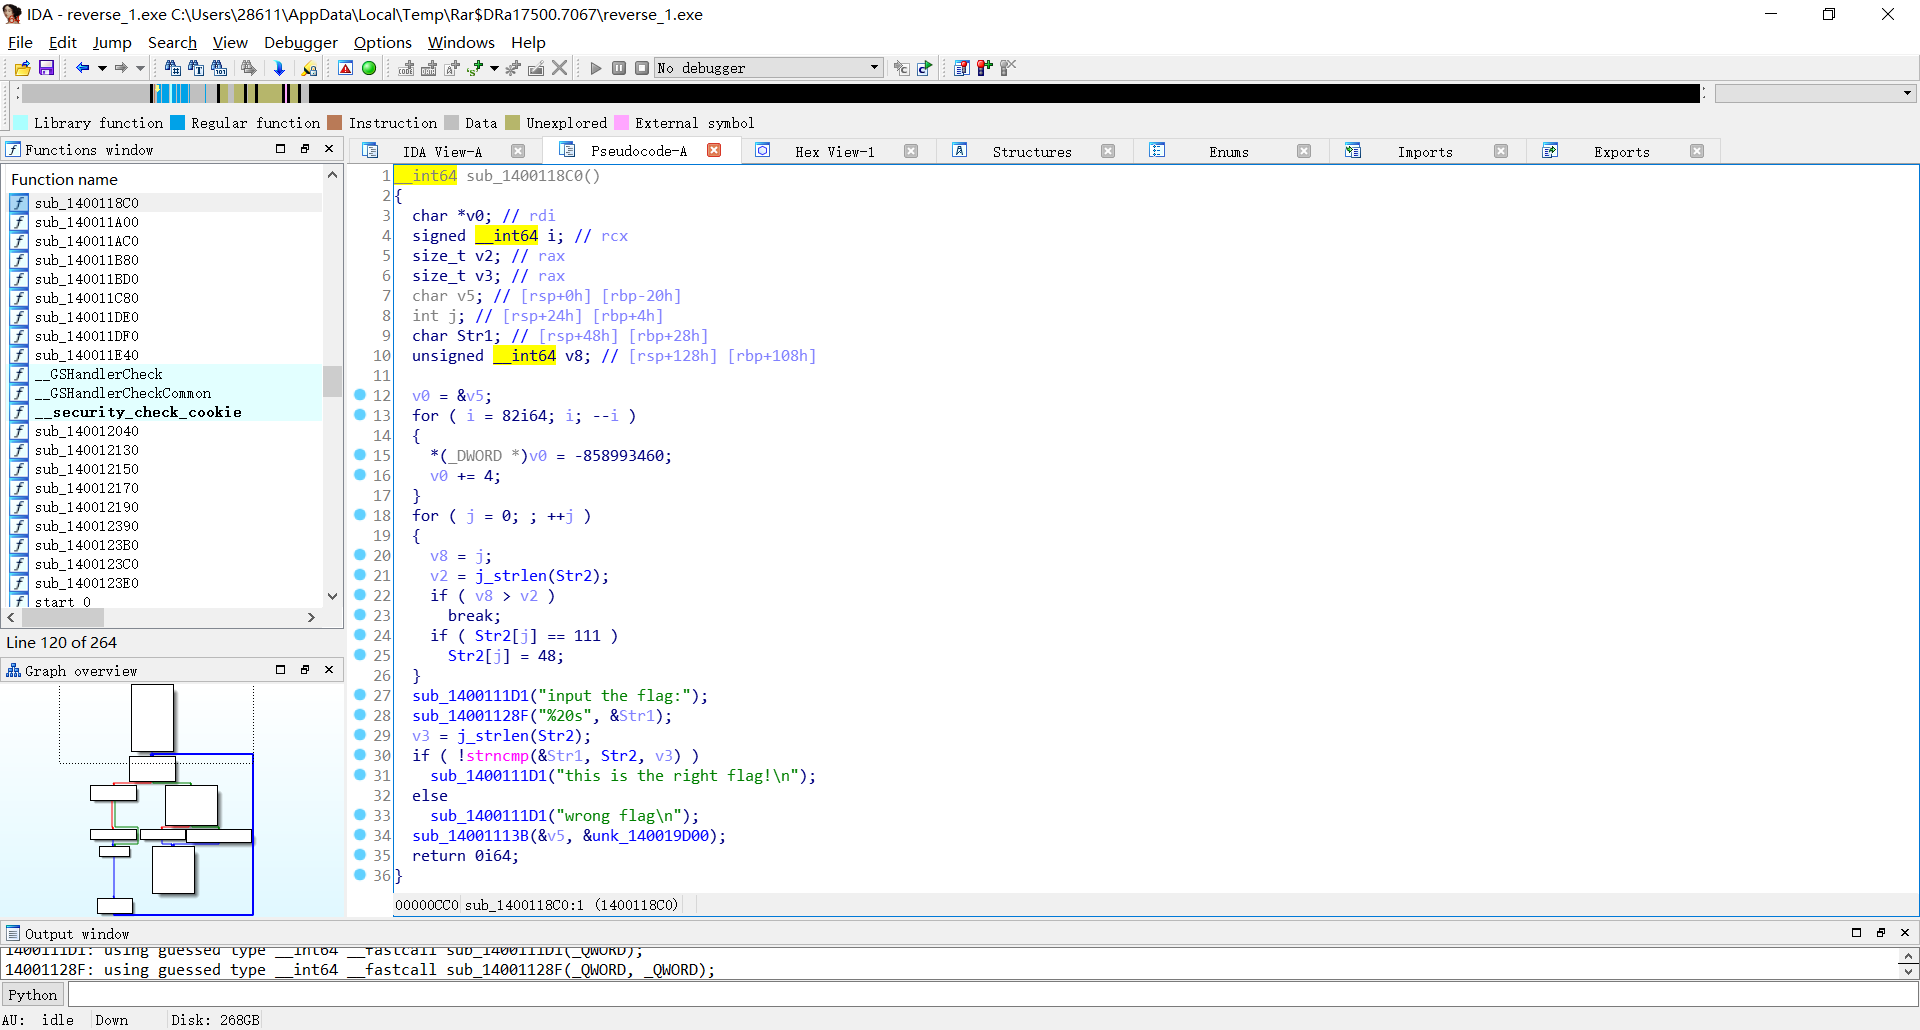 IDA - reverse_1.exe C:\Users\28611\AppData\Local\Temp\Rar$DRa17500.7067\reverse_1.exe
File Edit Jump Search View Debugger Options Windows Help
No debugger
Library function Regular function Instruction Data Unexplored External symbol
Functions window
IDA View-A Pseudocode-A Hex View-1 Structures Enums Imports Exports
Function name
sub_1400118C0
sub_140011A00
sub_140011AC0
sub_140011B80
sub_140011BD0
sub_140011C80
sub_140011DE0
sub_140011DF0
sub_140011E40
__GSHandlerCheck
__GSHandlerCheckCommon
__security_check_cookie
sub_140012040
sub_140012130
sub_140012150
sub_140012170
sub_140012190
sub_140012390
sub_1400123B0
sub_1400123C0
sub_1400123E0
start_0
Line 120 of 264
Graph overview
1 __int64 sub_1400118C0()
2 {
3 char *v0; // rdi
4 signed __int64 i; // rcx
5 size_t v2; // rax
6 size_t v3; // rax
7 char v5; // [rsp+0h] [rbp-20h]
8 int j; // [rsp+24h] [rbp+4h]
9 char Str1; // [rsp+48h] [rbp+28h]
10 unsigned __int64 v8; // [rsp+128h] [rbp+108h]
11
12 v0 = &v5;
13 for ( i = 82i64; i; --i )
14 {
15 *(_DWORD *)v0 = -858993460;
16 v0 += 4;
17 }
18 for ( j = 0; ; ++j )
19 {
20 v8 = j;
21 v2 = j_strlen(Str2);
22 if ( v8 > v2 )
23 break;
24 if ( Str2[j] == 111 )
25 Str2[j] = 48;
26 }
27 sub_1400111D1("input the flag:");
28 sub_14001128F("%20s", &Str1);
29 v3 = j_strlen(Str2);
30 if ( !strncmp(&Str1, Str2, v3) )
31 sub_1400111D1("this is the right flag!\n");
32 else
33 sub_1400111D1("wrong flag\n");
34 sub_14001113B(&v5, &unk_140019D00);
35 return 0i64;
36 }
00000CC0 sub_1400118C0:1 (1400118C0)
Output window
1400111D1: using guessed type __int64 __fastcall sub_1400111D1(_QWORD);
14001128F: using guessed type __int64 __fastcall sub_14001128F(_QWORD, _QWORD);
Python
AU: idle Down Disk: 268GB